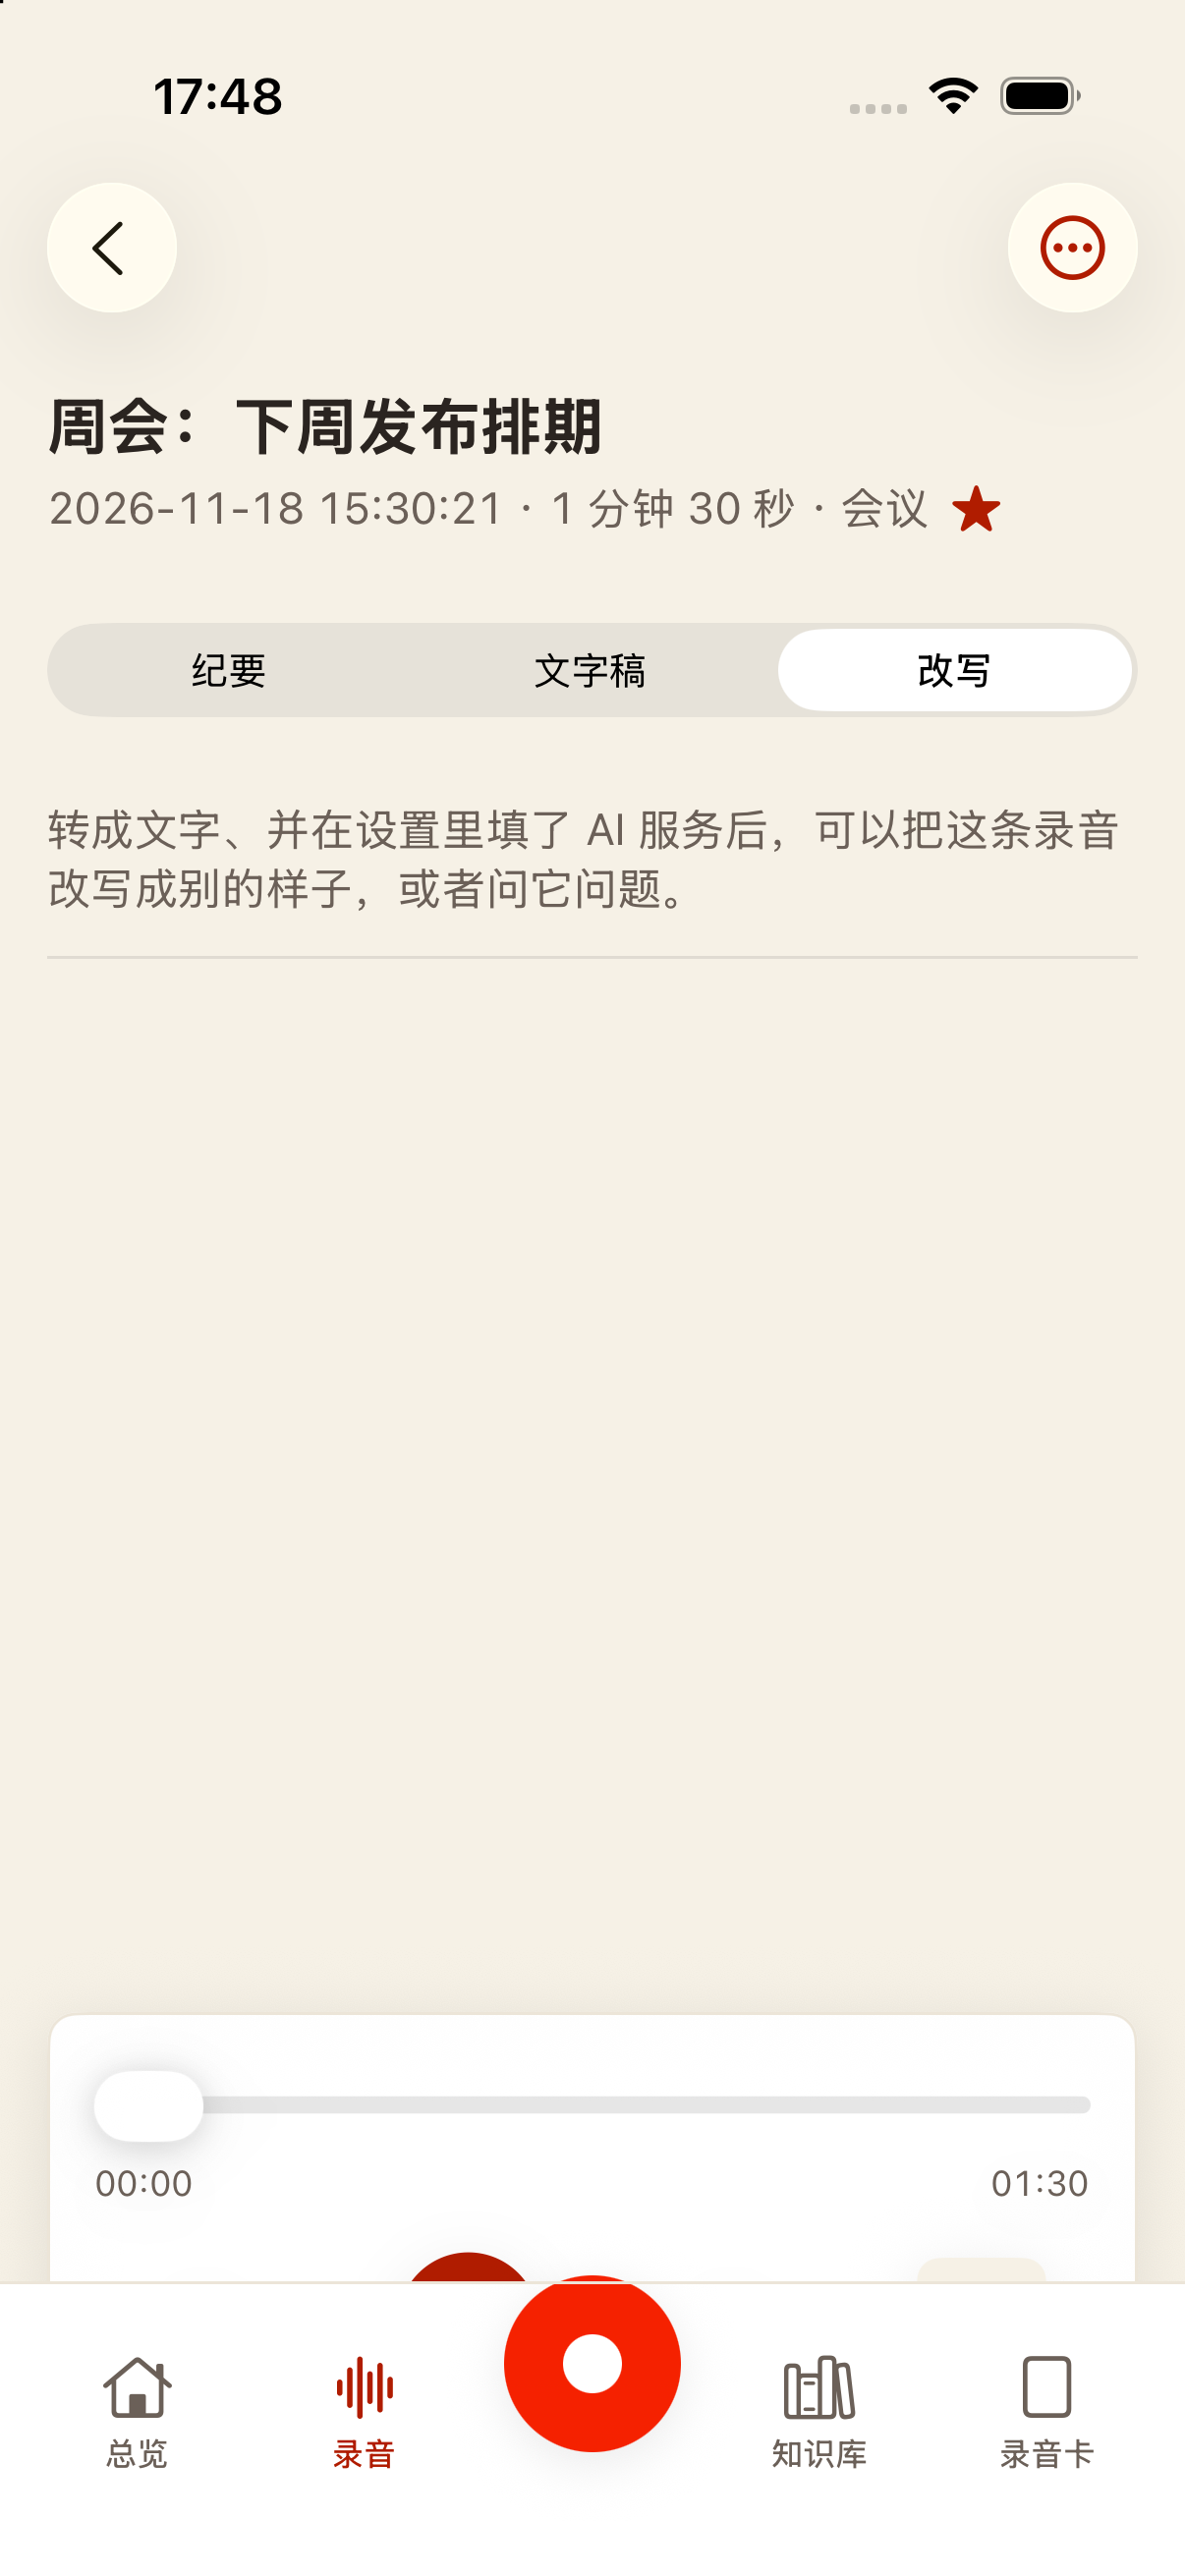 17:48
周会：下周发布排期
2026-11-18 15:30:21 · 1 分钟 30 秒 · 会议
纪要
文字稿
改写
转成文字、并在设置里填了 AI 服务后，可以把这条录音
改写成别的样子，或者问它问题。
00:00
01:30
总览
录音
知识库
录音卡